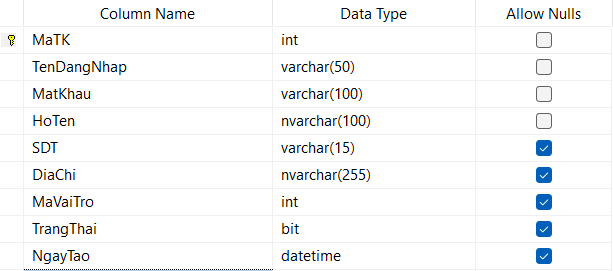 Column Name Data Type Allow Nulls
MaTK int
TenDangNhap varchar(50)
MatKhau varchar(100)
HoTen nvarchar(100)
SDT varchar(15)
DiaChi nvarchar(255)
MaVaiTro int
TrangThai bit
NgayTao datetime